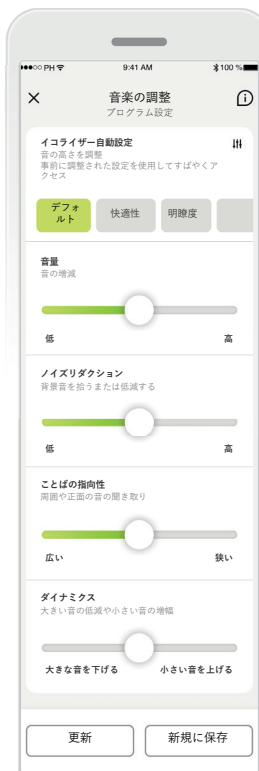 PH 9:41 AM 100 %
音楽の調整
プログラム設定
イコライザー自動設定
音の高さを調整
事前に調整された設定を使用してすばやくア
クセス
デフォ
ルト
快適性
明瞭度
音量
音の増減
低 高
ノイズリダクション
背景音を拾うまたは低減する
低 高
ことばの指向性
周囲や正面の音の聞き取り
広い 狭い
ダイナミクス
大きい音の低減や小さい音の増幅
大きな音を下げる 小さい音を上げる
更新 新規に保存